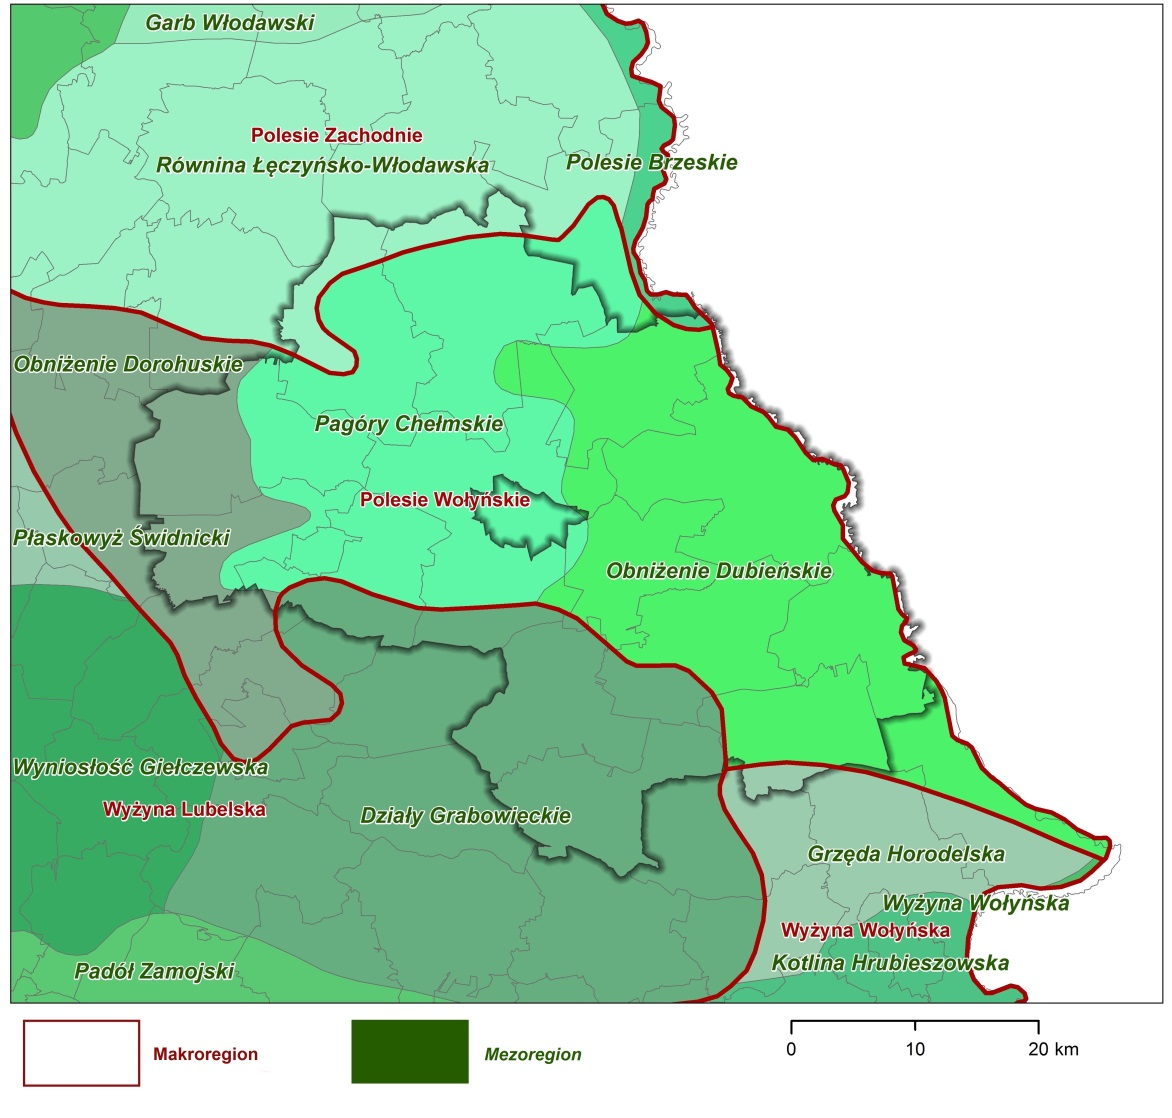 Garb Włodawski
Polesie Zachodnie
Równina Łęczyńsko-Włodawska
Polesie Brzeskie
Obniżenie Dorohuskie
Pagóry Chełmskie
Polesie Wołyńskie
Płaskowyż Świdnicki
Obniżenie Dubieńskie
Wyniosłość Giełczewska
Wyżyna Lubelska
Działy Grabowieckie
Grzęda Horodelska
Wyżyna Wołyńska
Wyżyna Wołyńska
Kotlina Hrubieszowska
Padół Zamojski
Makroregion
Mezoregion
0 10 20 km